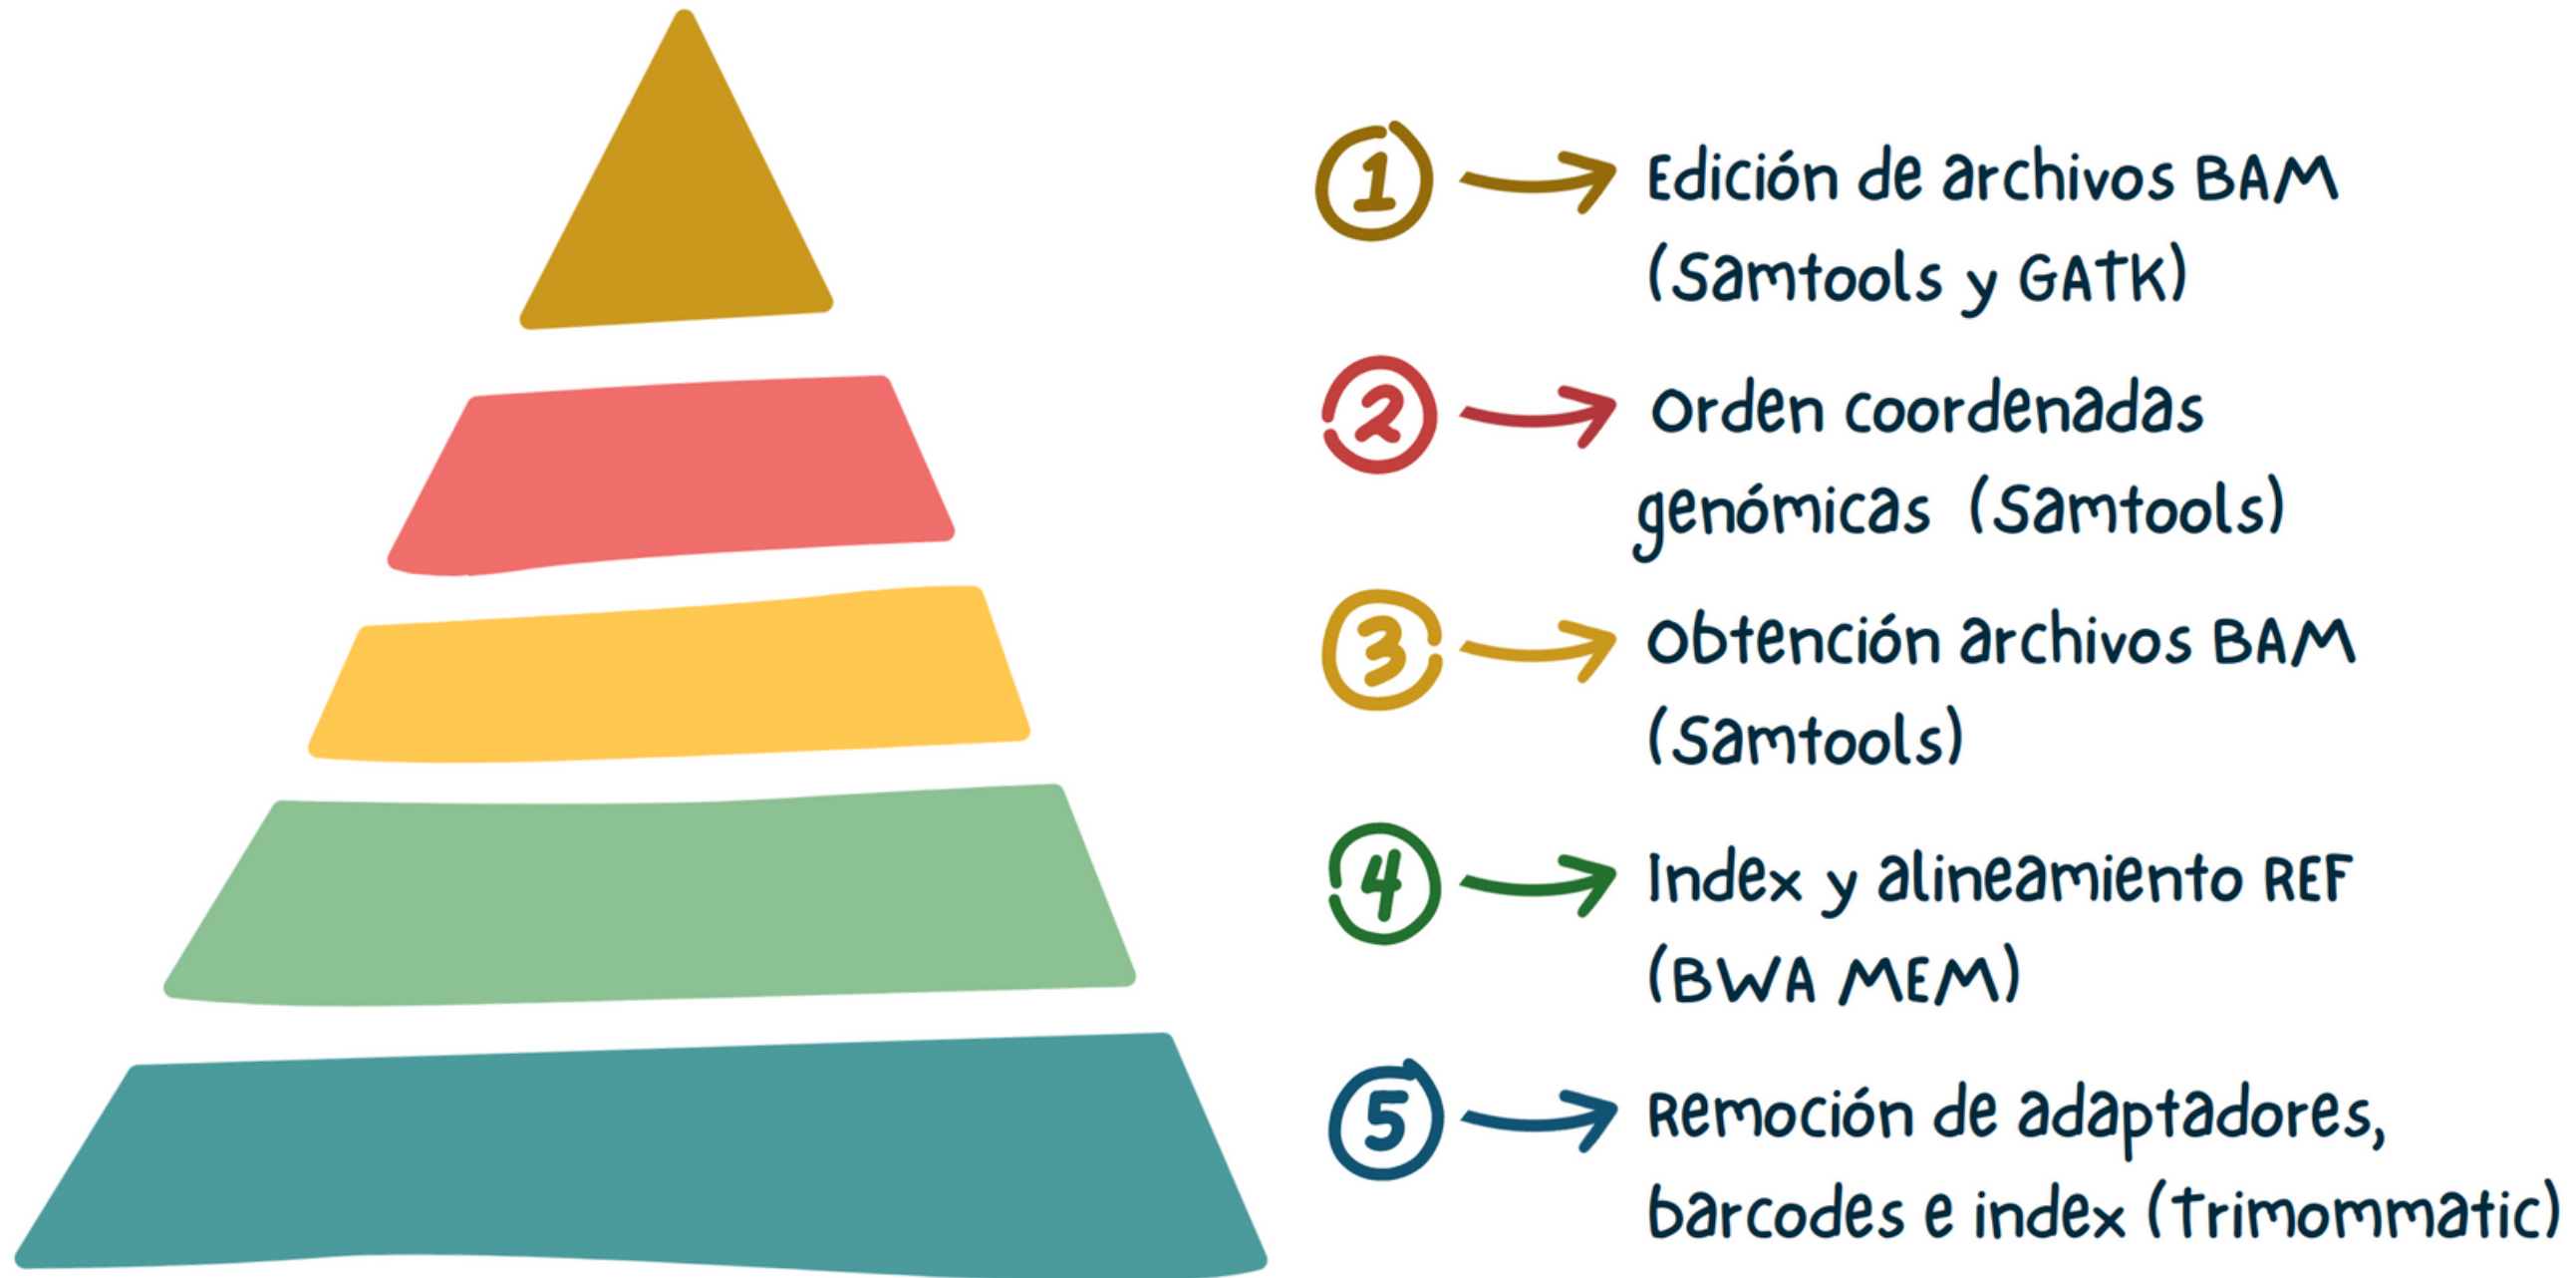 1
Edición de archivos BAM
(Samtools y GATK)
2
Orden coordenadas
genómicas (Samtools)
3
Obtención archivos BAM
(Samtools)
4
Index y alineamiento REF
(BWA MEM)
5
Remoción de adaptadores,
barcodes e index (Trimommatic)